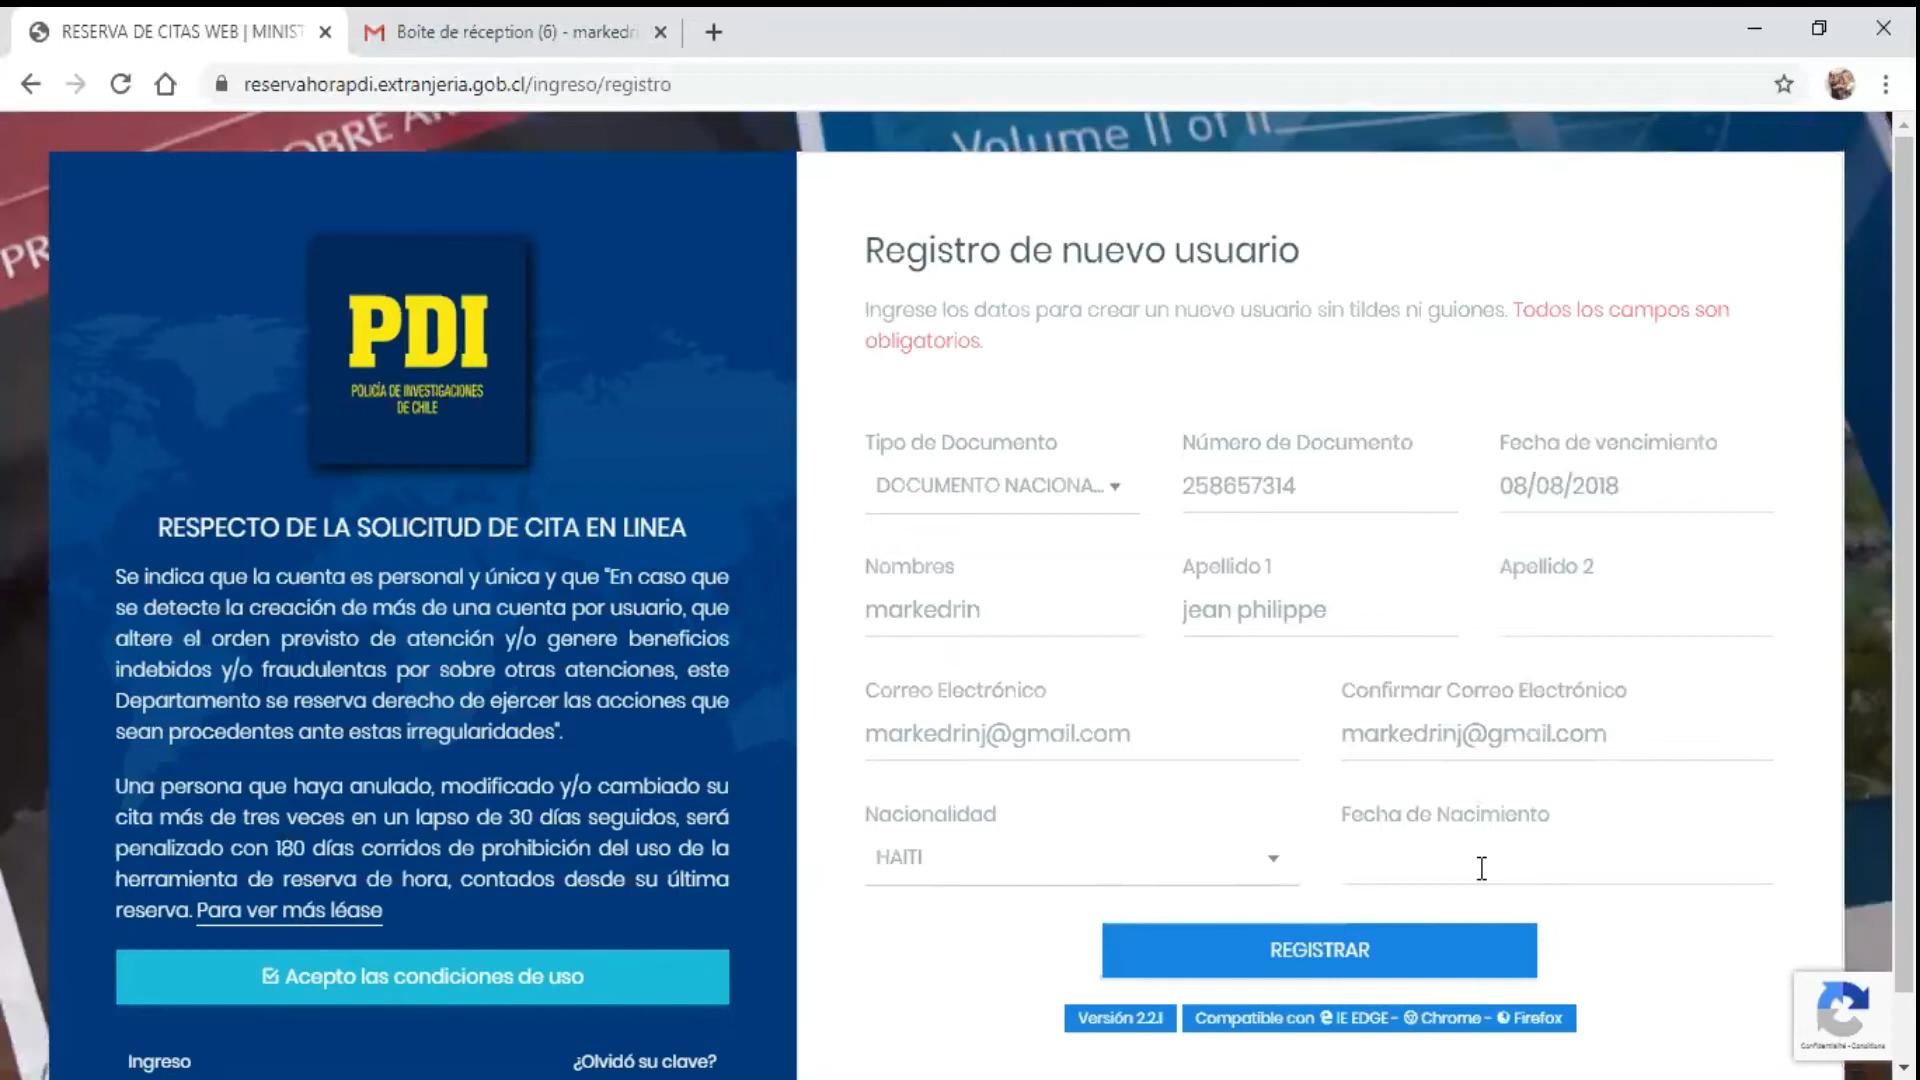 RESERVA DE CITAS WEB | MINIST
Boîte de réception (6) - markedri
reservahorapdi.extranjeria.gob.cl/ingreso/registro
Volume II of II
PDI
POLICÍA DE INVESTIGACIONES
DE CHILE
RESPECTO DE LA SOLICITUD DE CITA EN LINEA
Se indica que la cuenta es personal y única y que "En caso que
se detecte la creación de más de una cuenta por usuario, que
altere el orden previsto de atención y/o genere beneficios
indebidos y/o fraudulentas por sobre otras atenciones, este
Departamento se reserva derecho de ejercer las acciones que
sean procedentes ante estas irregularidades".
Una persona que haya anulado, modificado y/o cambiado su
cita más de tres veces en un lapso de 30 días seguidos, será
penalizado con 180 días corridos de prohibición del uso de la
herramienta de reserva de hora, contados desde su última
reserva. Para ver más léase
Acepto las condiciones de uso
Ingreso
¿Olvidó su clave?
Registro de nuevo usuario
Ingrese los datos para crear un nuevo usuario sin tildes ni guiones. Todos los campos son
obligatorios.
Tipo de Documento
DOCUMENTO NACIONA...
Número de Documento
258657314
Fecha de vencimiento
08/08/2018
Nombres
markedrin
Apellido 1
jean philippe
Apellido 2
Correo Electrónico
markedrinj@gmail.com
Confirmar Correo Electrónico
markedrinj@gmail.com
Nacionalidad
HAITI
Fecha de Nacimiento
REGISTRAR
Versión 2.2.1
Compatible con IE EDGE - Chrome - Firefox
Confidentialité - Conditions